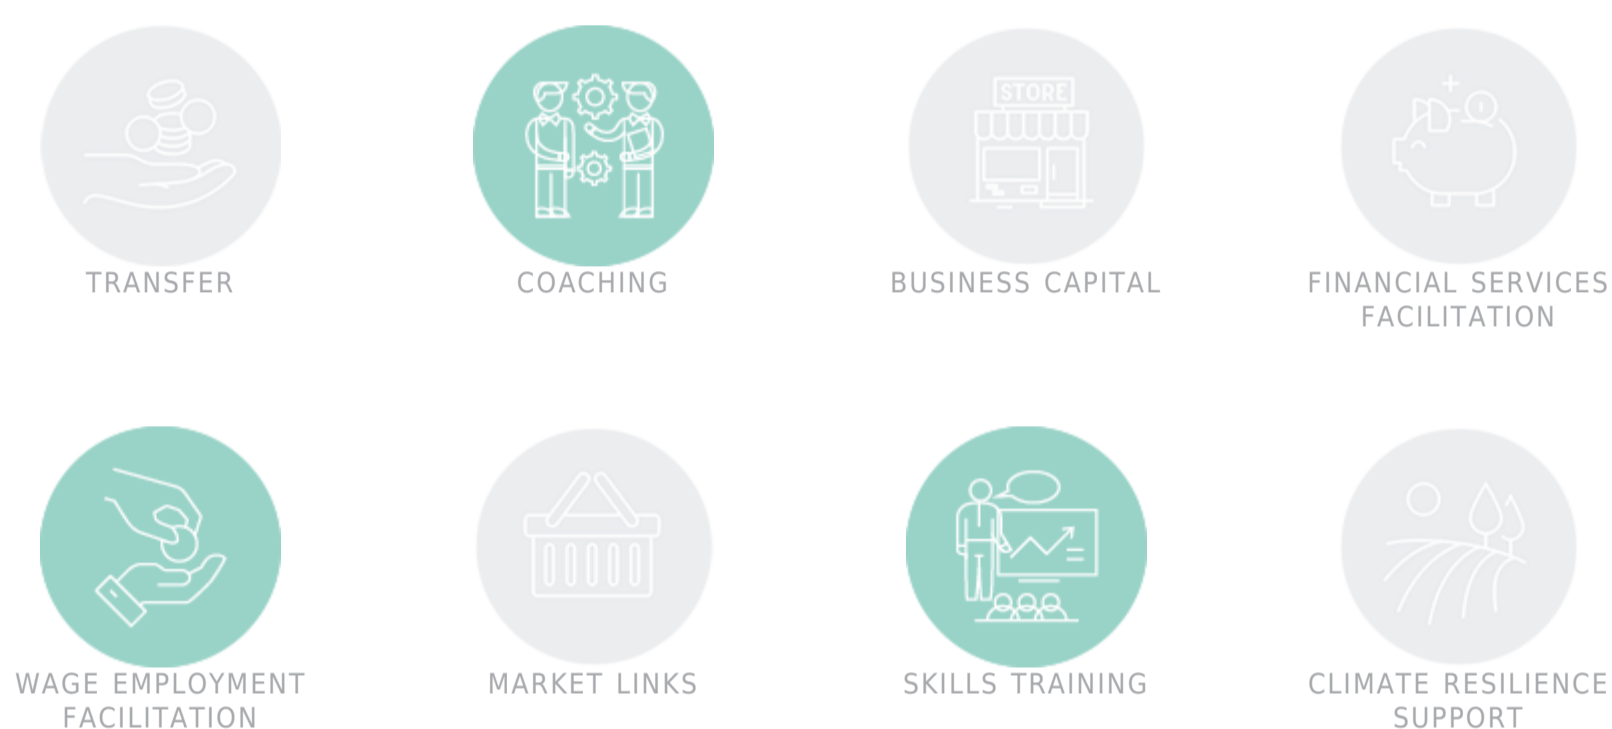 STORE
TRANSFER
COACHING
BUSINESS CAPITAL
FINANCIAL SERVICES
FACILITATION
WAGE EMPLOYMENT
FACILITATION
MARKET LINKS
SKILLS TRAINING
CLIMATE RESILIENCE
SUPPORT